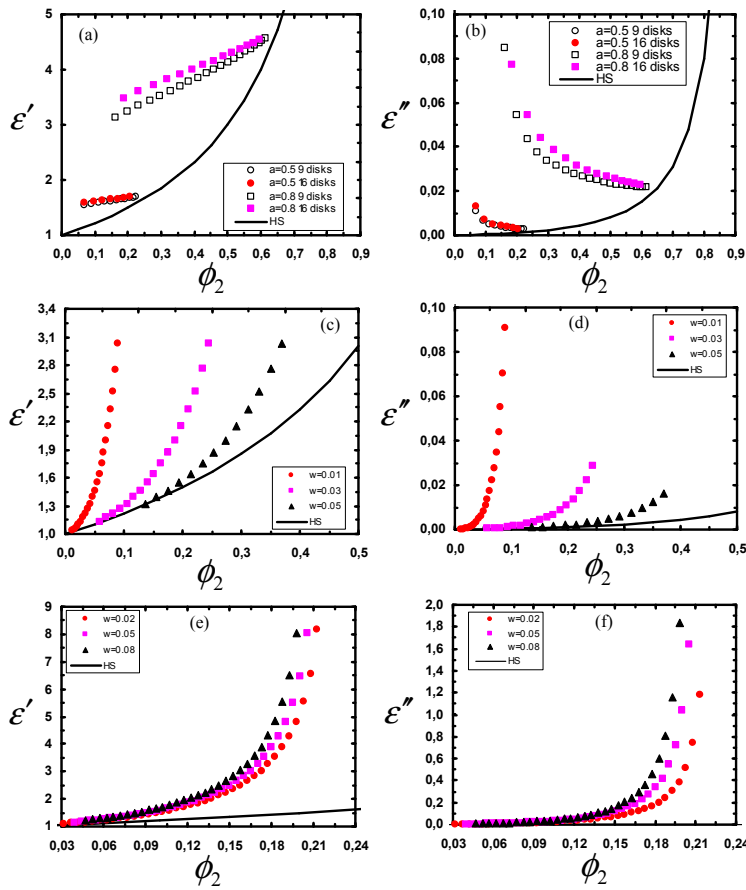 (a)
5
4
3
2
1
ε′
0,0 0,1 0,2 0,3 0,4 0,5 0,6 0,7 0,8 0,9
ϕ2
a=0.5 9 disks
a=0.5 16 disks
a=0.8 9 disks
a=0.8 16 disks
HS
(b)
0,10
0,08
0,06
0,04
0,02
0,00
ε″
0,0 0,1 0,2 0,3 0,4 0,5 0,6 0,7 0,8 0,9
ϕ2
a=0.5 9 disks
a=0.5 16 disks
a=0.8 9 disks
a=0.8 16 disks
HS
(c)
3,4
3,1
2,8
2,5
2,2
1,9
1,6
1,3
1,0
ε′
0,0 0,1 0,2 0,3 0,4 0,5
ϕ2
w=0.01
w=0.03
w=0.05
HS
(d)
0,10
0,08
0,06
0,04
0,02
0,00
ε″
0,0 0,1 0,2 0,3 0,4 0,5
ϕ2
w=0.01
w=0.03
w=0.05
HS
(e)
9
8
7
6
5
4
3
2
1
ε′
0,03 0,06 0,09 0,12 0,15 0,18 0,21 0,24
ϕ2
w=0.02
w=0.05
w=0.08
HS
(f)
2,0
1,8
1,6
1,4
1,2
1,0
0,8
0,6
0,4
0,2
0,0
ε″
0,03 0,06 0,09 0,12 0,15 0,18 0,21 0,24
ϕ2
w=0.02
w=0.05
w=0.08
HS